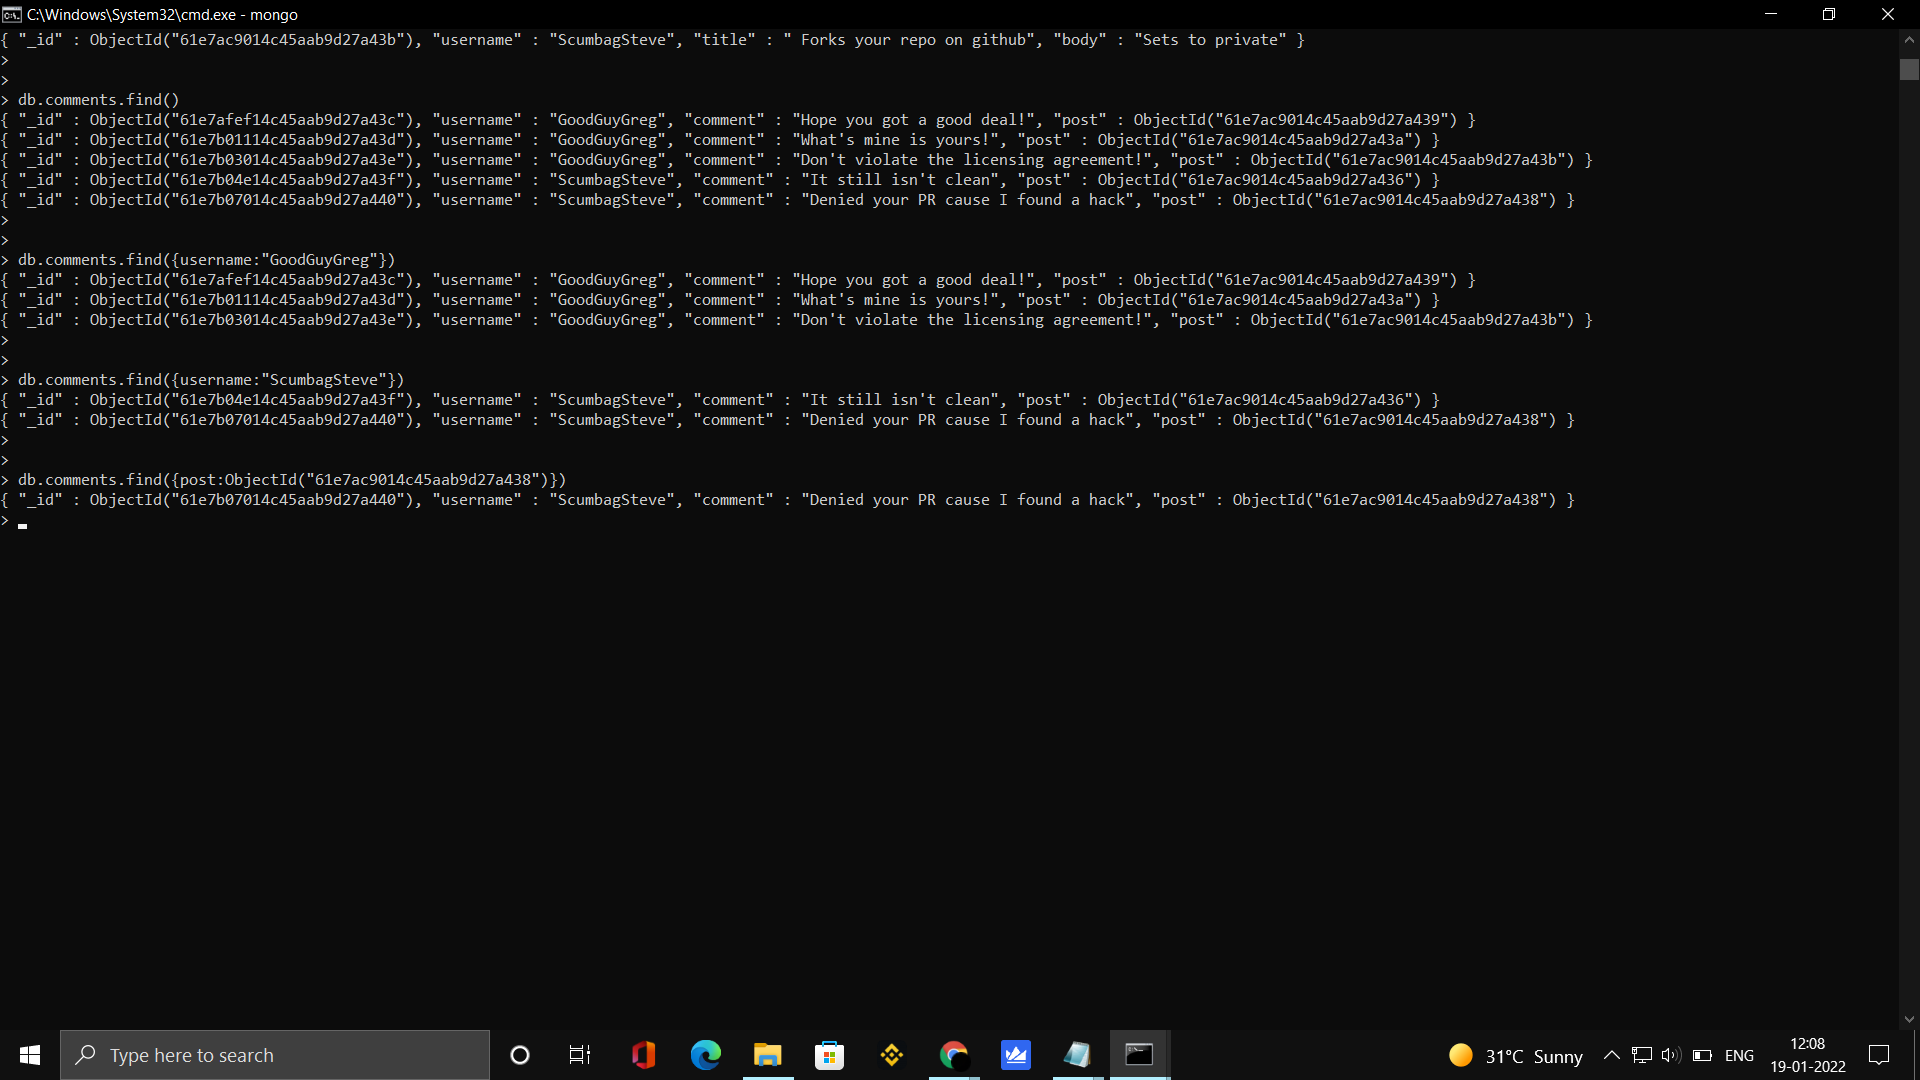 C:\Windows\System32\cmd.exe - mongo
{ "_id" : ObjectId("61e7ac9014c45aab9d27a43b"), "username" : "ScumbagSteve", "title" : " Forks your repo on github", "body" : "Sets to private" }
>
>
> db.comments.find()
{ "_id" : ObjectId("61e7afef14c45aab9d27a43c"), "username" : "GoodGuyGreg", "comment" : "Hope you got a good deal!", "post" : ObjectId("61e7ac9014c45aab9d27a439") }
{ "_id" : ObjectId("61e7b01114c45aab9d27a43d"), "username" : "GoodGuyGreg", "comment" : "What's mine is yours!", "post" : ObjectId("61e7ac9014c45aab9d27a43a") }
{ "_id" : ObjectId("61e7b03014c45aab9d27a43e"), "username" : "GoodGuyGreg", "comment" : "Don't violate the licensing agreement!", "post" : ObjectId("61e7ac9014c45aab9d27a43b") }
{ "_id" : ObjectId("61e7b04e14c45aab9d27a43f"), "username" : "ScumbagSteve", "comment" : "It still isn't clean", "post" : ObjectId("61e7ac9014c45aab9d27a436") }
{ "_id" : ObjectId("61e7b07014c45aab9d27a440"), "username" : "ScumbagSteve", "comment" : "Denied your PR cause I found a hack", "post" : ObjectId("61e7ac9014c45aab9d27a438") }
>
>
> db.comments.find({username:"GoodGuyGreg"})
{ "_id" : ObjectId("61e7afef14c45aab9d27a43c"), "username" : "GoodGuyGreg", "comment" : "Hope you got a good deal!", "post" : ObjectId("61e7ac9014c45aab9d27a439") }
{ "_id" : ObjectId("61e7b01114c45aab9d27a43d"), "username" : "GoodGuyGreg", "comment" : "What's mine is yours!", "post" : ObjectId("61e7ac9014c45aab9d27a43a") }
{ "_id" : ObjectId("61e7b03014c45aab9d27a43e"), "username" : "GoodGuyGreg", "comment" : "Don't violate the licensing agreement!", "post" : ObjectId("61e7ac9014c45aab9d27a43b") }
>
>
> db.comments.find({username:"ScumbagSteve"})
{ "_id" : ObjectId("61e7b04e14c45aab9d27a43f"), "username" : "ScumbagSteve", "comment" : "It still isn't clean", "post" : ObjectId("61e7ac9014c45aab9d27a436") }
{ "_id" : ObjectId("61e7b07014c45aab9d27a440"), "username" : "ScumbagSteve", "comment" : "Denied your PR cause I found a hack", "post" : ObjectId("61e7ac9014c45aab9d27a438") }
>
>
> db.comments.find({post:ObjectId("61e7ac9014c45aab9d27a438")})
{ "_id" : ObjectId("61e7b07014c45aab9d27a440"), "username" : "ScumbagSteve", "comment" : "Denied your PR cause I found a hack", "post" : ObjectId("61e7ac9014c45aab9d27a438") }
>
Type here to search
31°C Sunny
ENG
12:08
19-01-2022